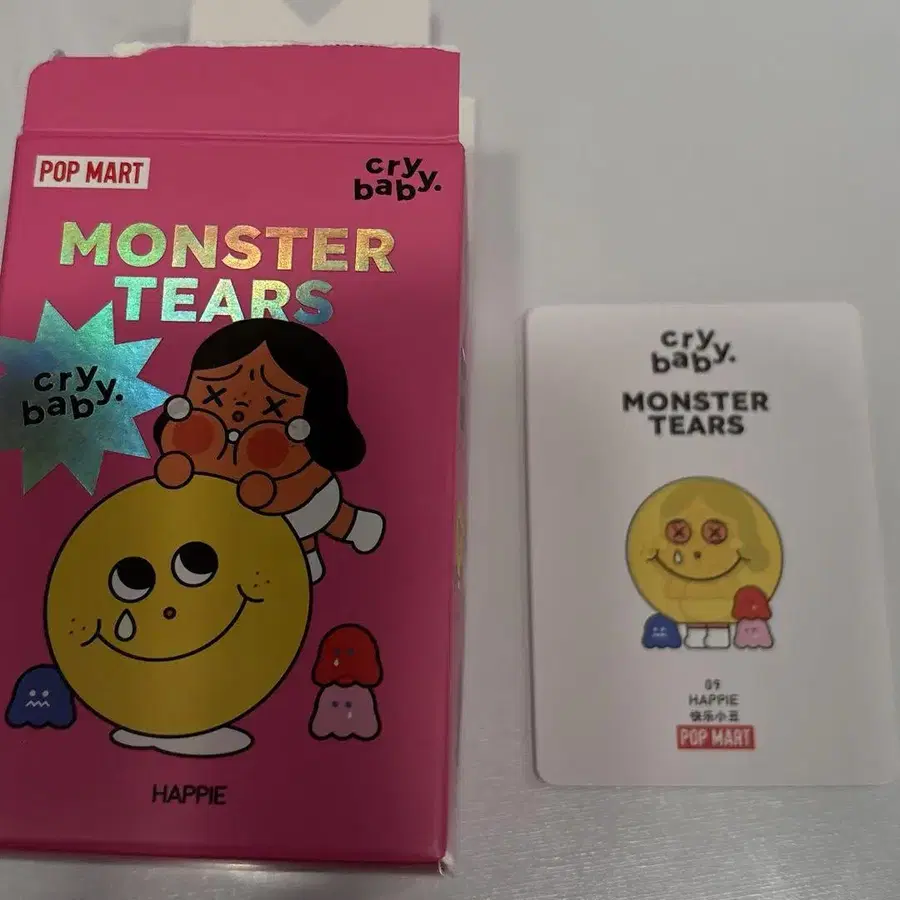 POP MART
cry
baby.
MONSTER
TEARS
cry
baby.
HAPPIE
cry
baby.
MONSTER
TEARS
09
HAPPIE
快乐小豆
POP MART